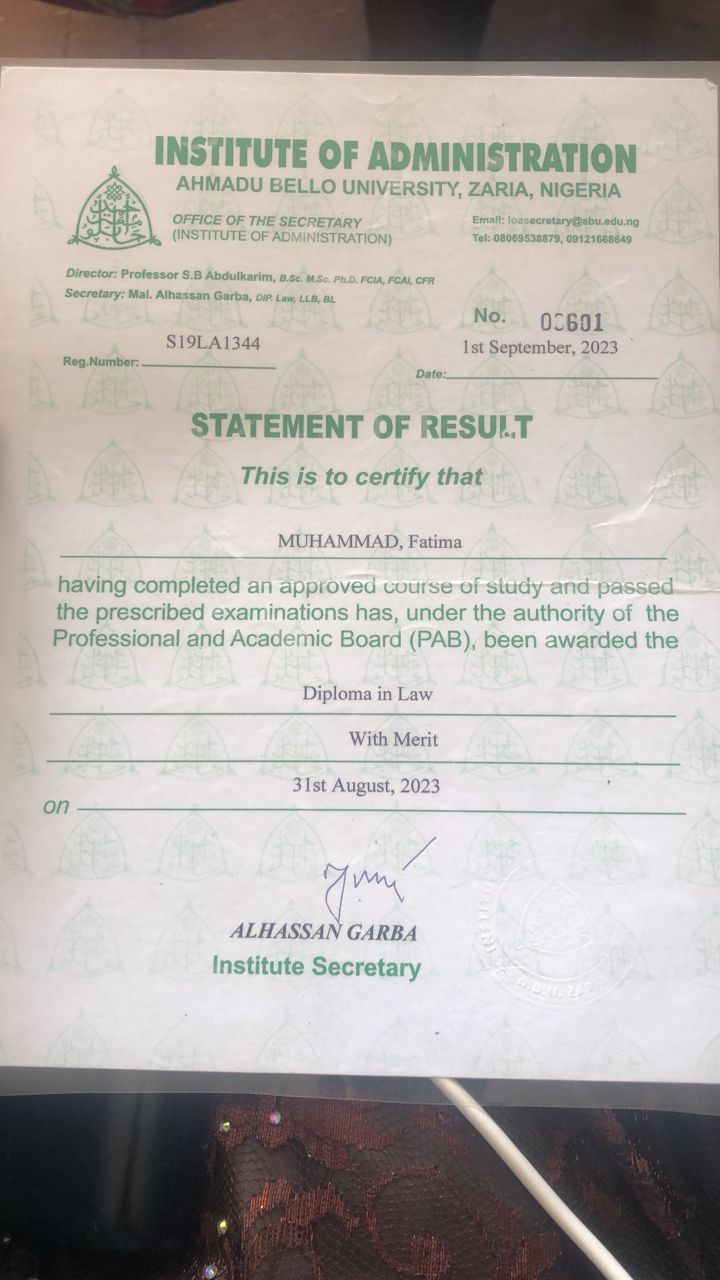 INSTITUTE OF ADMINISTRATION
AHMADU BELLO UNIVERSITY, ZARIA, NIGERIA
OFFICE OF THE SECRETARY
(INSTITUTE OF ADMINISTRATION)
Email: ioasecretary@abu.edu.ng
Tel: 08069538879, 09121668649
Director: Professor S.B Abdulkarim, B.Sc. M.Sc. Ph.D. FCIA, FCAI, CFR
Secretary: Mal. Alhassan Garba, DIP. Law, LLB, BL
No. 00601
Reg.Number: S19LA1344
Date: 1st September, 2023
STATEMENT OF RESULT
This is to certify that
MUHAMMAD, Fatima
having completed an approved course of study and passed
the prescribed examinations has, under the authority of the
Professional and Academic Board (PAB), been awarded the
Diploma in Law
With Merit
on 31st August, 2023
ALHASSAN GARBA
Institute Secretary